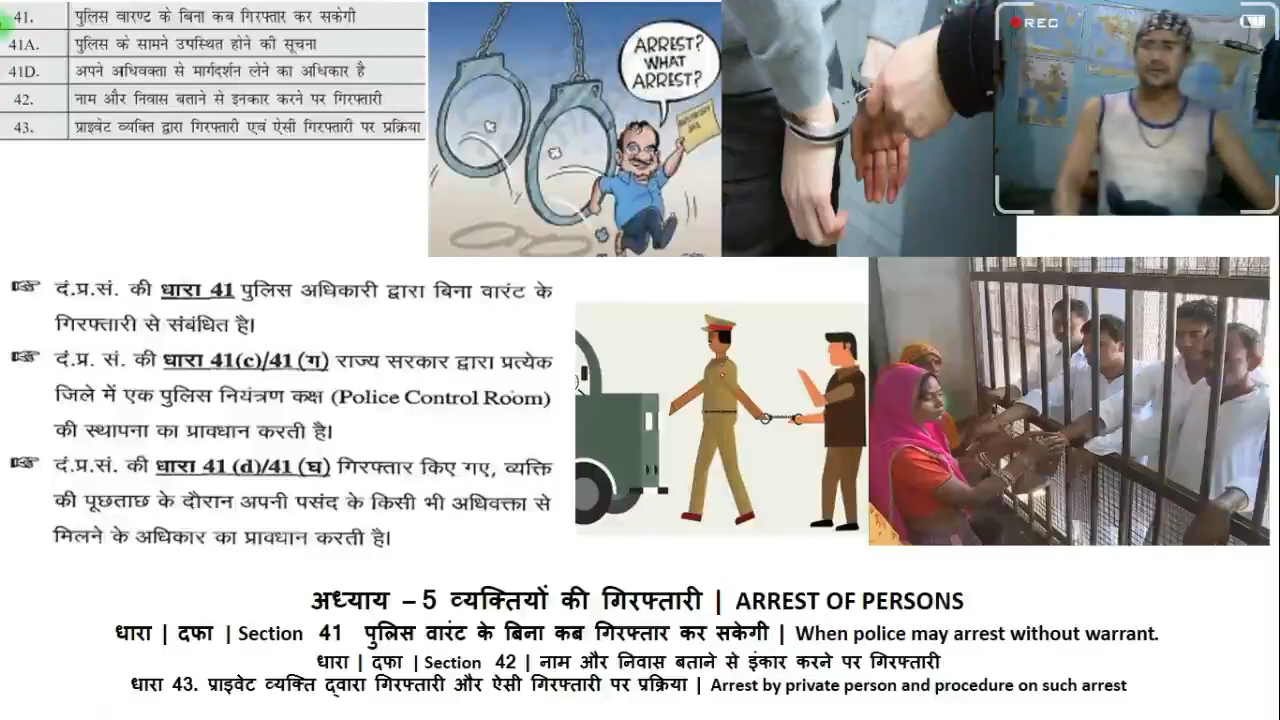 41. पुलिस वारण्ट के बिना कब गिरफ्तार कर सकेगी
41A. पुलिस के सामने उपस्थित होने की सूचना
41D. अपने अधिवक्ता से मार्गदर्शन लेने का अधिकार है
42. नाम और निवास बताने से इनकार करने पर गिरफ्तारी
43. प्राइवेट व्यक्ति द्वारा गिरफ्तारी एवं ऐसी गिरफ्तारी पर प्रक्रिया
ARREST?
WHAT
ARREST?
REC
दं.प्र.सं. की धारा 41 पुलिस अधिकारी द्वारा बिना वारंट के
गिरफ्तारी से संबंधित है।
दं.प्र. सं. की धारा 41(c)/41 (ग) राज्य सरकार द्वारा प्रत्येक
जिले में एक पुलिस नियंत्रण कक्ष (Police Control Room)
की स्थापना का प्रावधान करती है।
दं.प्र.सं. की धारा 41 (d)/41 (घ) गिरफ्तार किए गए, व्यक्ति
की पूछताछ के दौरान अपनी पसंद के किसी भी अधिवक्ता से
मिलने के अधिकार का प्रावधान करती है।
अध्याय – 5 व्यक्तियों की गिरफ्तारी | ARREST OF PERSONS
धारा | दफा | Section 41 पुलिस वारंट के बिना कब गिरफ्तार कर सकेगी | When police may arrest without warrant.
धारा | दफा | Section 42 | नाम और निवास बताने से इंकार करने पर गिरफ्तारी
धारा 43. प्राइवेट व्यक्ति द्वारा गिरफ्तारी और ऐसी गिरफ्तारी पर प्रक्रिया | Arrest by private person and procedure on such arrest